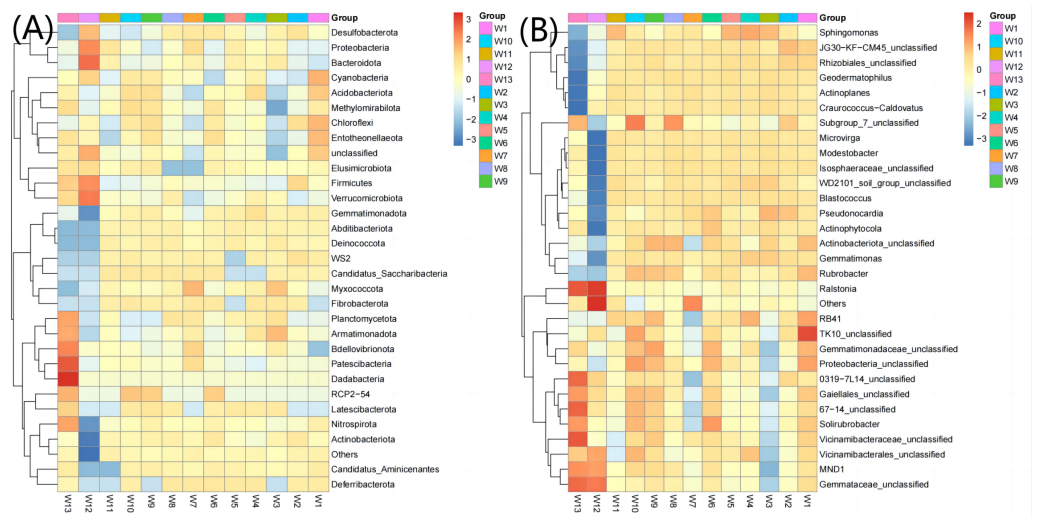 (A)
Group
Desulfobacterota
Proteobacteria
Bacteroidota
Cyanobacteria
Acidobacteriota
Methylomirabilota
Chloroflexi
Entotheonellaeota
unclassified
Elusimicrobiota
Firmicutes
Verrucomicrobiota
Gemmatimonadota
Abditibacteriota
Deinococcota
WS2
Candidatus_Saccharibacteria
Myxococcota
Fibrobacterota
Planctomycetota
Armatimonadota
Bdellovibrionota
Patescibacteria
Dadabacteria
RCP2-54
Latescibacterota
Nitrospirota
Actinobacteriota
Others
Candidatus_Aminicenantes
Deferribacterota
W13
W12
W11
W10
W9
W8
W7
W6
W5
W4
W3
W2
W1
3
2
1
0
−1
−2
−3
Group
W1
W10
W11
W12
W13
W2
W3
W4
W5
W6
W7
W8
W9
(B)
Group
Sphingomonas
JG30-KF-CM45_unclassified
Rhizobiales_unclassified
Geodermatophilus
Actinoplanes
Craurococcus-Caldovatus
Subgroup_7_unclassified
Microvirga
Modestobacter
Isosphaeraceae_unclassified
WD2101_soil_group_unclassified
Blastococcus
Pseudonocardia
Actinophytocola
Actinobacteriota_unclassified
Gemmatimonas
Rubrobacter
Ralstonia
Others
RB41
TK10_unclassified
Gemmatimonadaceae_unclassified
Proteobacteria_unclassified
0319-7L14_unclassified
Gaiellales_unclassified
67-14_unclassified
Solirubrobacter
Vicinamibacteraceae_unclassified
Vicinamibacterales_unclassified
MND1
Gemmataceae_unclassified
W13
W12
W11
W10
W9
W8
W7
W6
W5
W4
W3
W2
W1
2
1
0
−1
−2
−3
Group
W1
W10
W11
W12
W13
W2
W3
W4
W5
W6
W7
W8
W9